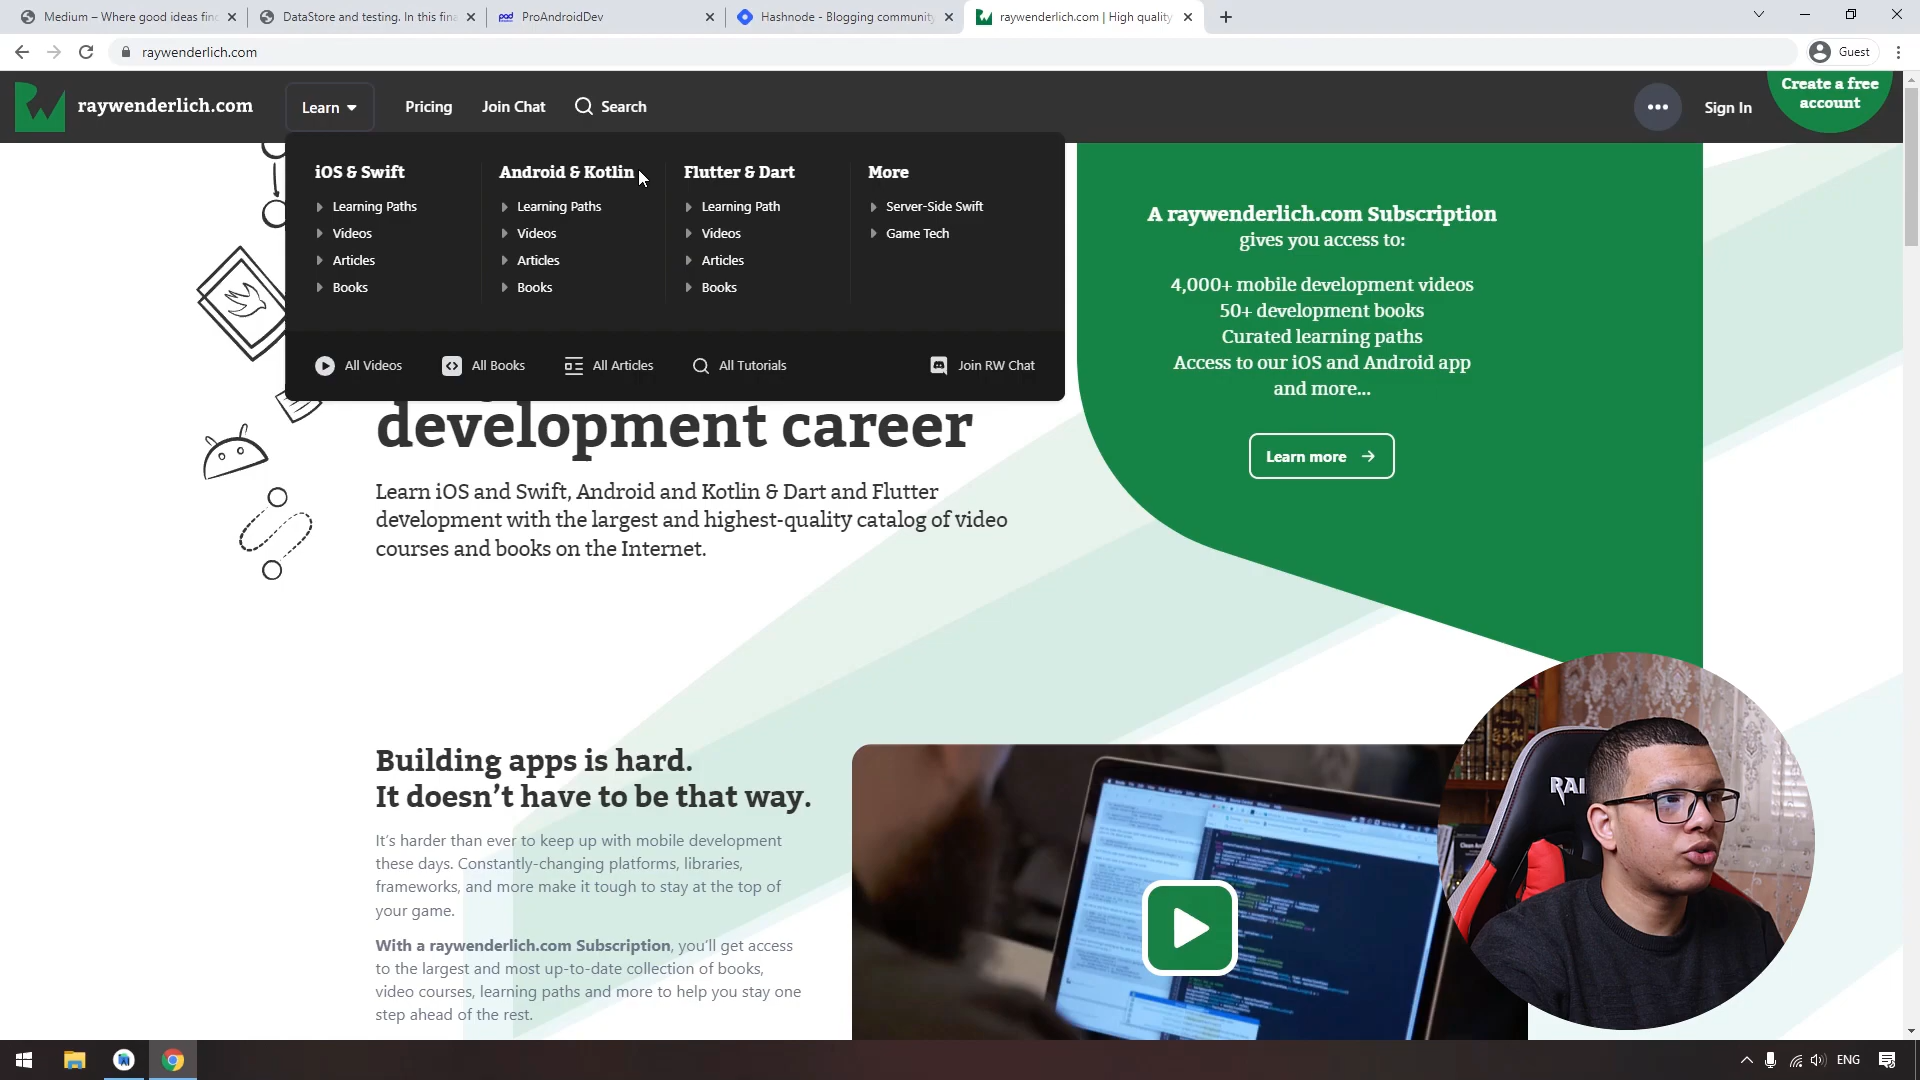 Medium – Where good ideas fin
DataStore and testing. In this fina
ProAndroidDev
Hashnode - Blogging community
raywenderlich.com | High quality
raywenderlich.com
Guest
raywenderlich.com
Learn
Pricing
Join Chat
Search
Sign In
Create a free
account
iOS & Swift
Learning Paths
Videos
Articles
Books
Android & Kotlin
Learning Paths
Videos
Articles
Books
Flutter & Dart
Learning Path
Videos
Articles
Books
More
Server-Side Swift
Game Tech
All Videos
All Books
All Articles
All Tutorials
Join RW Chat
development career
Learn iOS and Swift, Android and Kotlin & Dart and Flutter
development with the largest and highest-quality catalog of video
courses and books on the Internet.
A raywenderlich.com Subscription
gives you access to:
4,000+ mobile development videos
50+ development books
Curated learning paths
Access to our iOS and Android app
and more...
Learn more
Building apps is hard.
It doesn’t have to be that way.
It’s harder than ever to keep up with mobile development
these days. Constantly-changing platforms, libraries,
frameworks, and more make it tough to stay at the top of
your game.
With a raywenderlich.com Subscription, you’ll get access
to the largest and most up-to-date collection of books,
video courses, learning paths and more to help you stay one
step ahead of the rest.
ENG